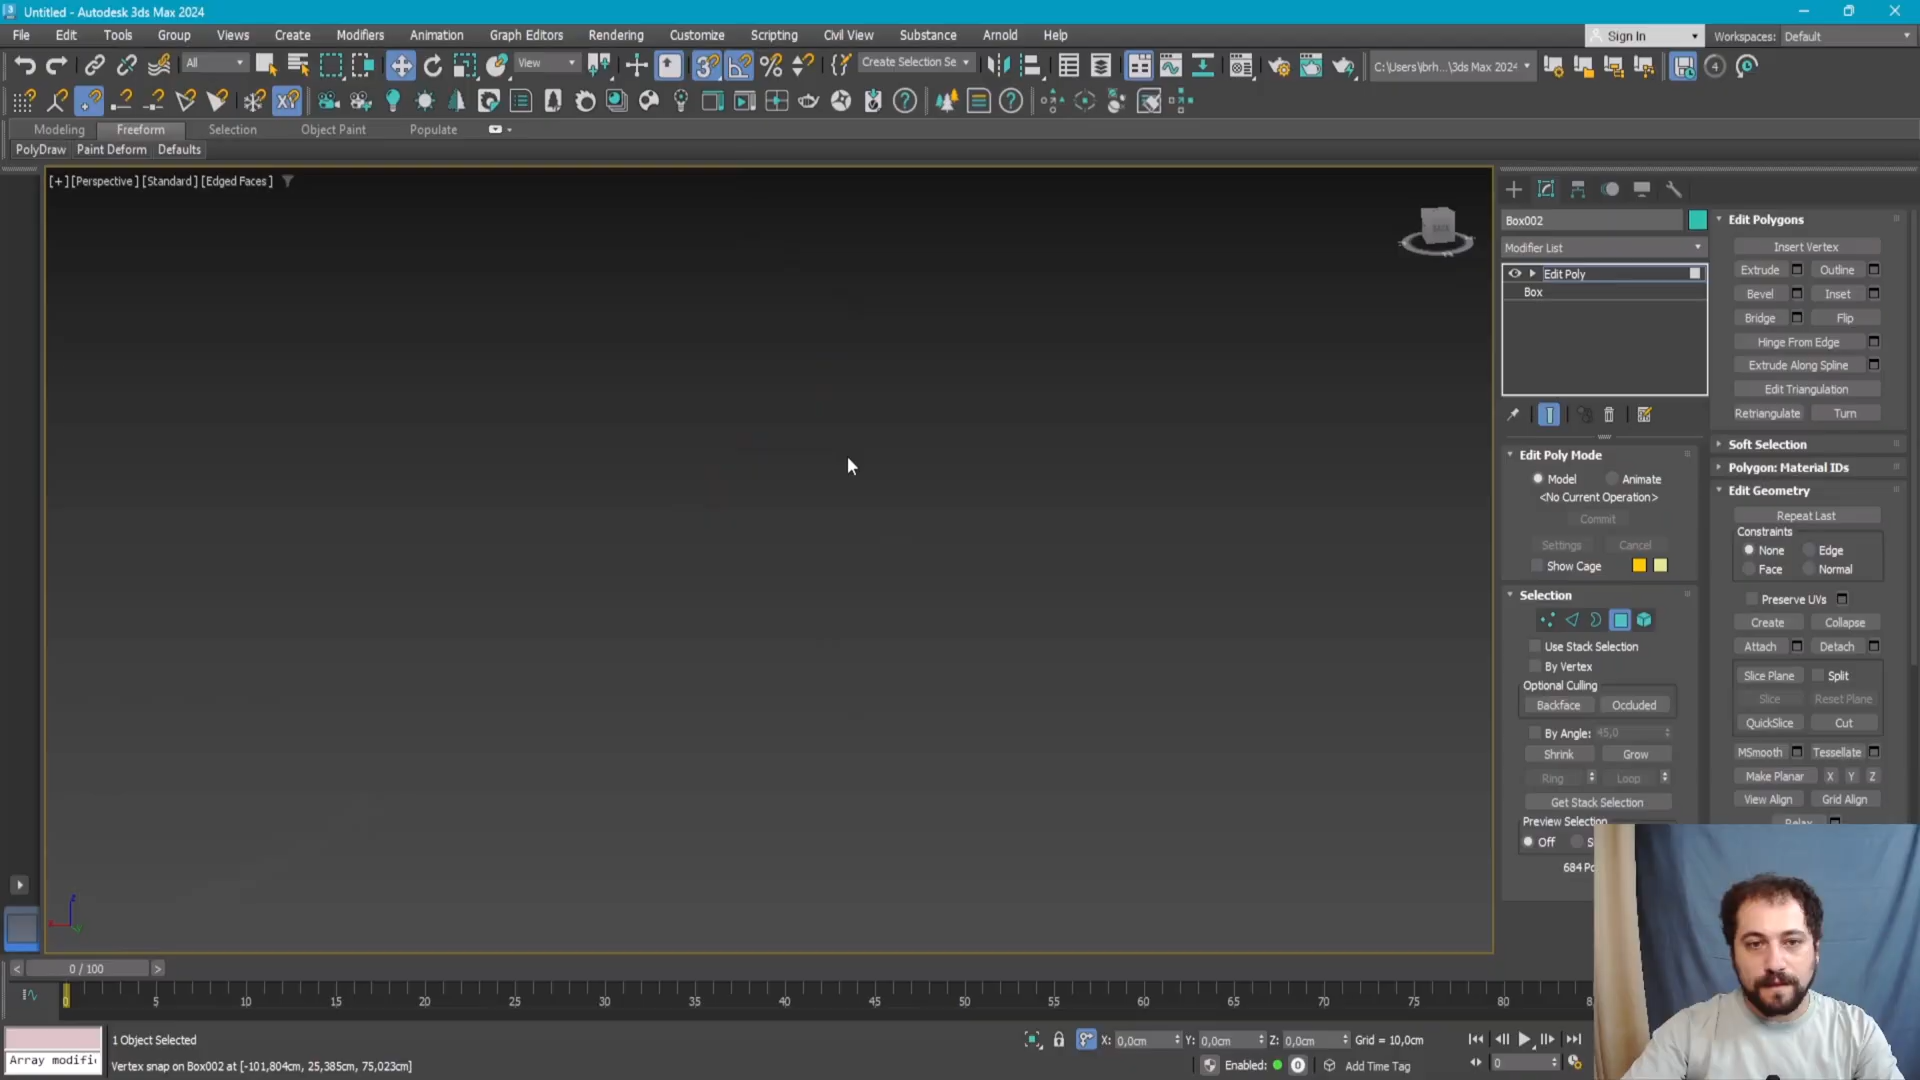 Untitled - Autodesk 3ds Max 2024
File Edit Tools Group Views Create Modifiers Animation Graph Editors Rendering Customize Scripting Civil View Substance Arnold Help
Sign In Workspaces: Default
All View Create Selection Se C:\Users\brh...\3ds Max 2024 4
Modeling Freeform Selection Object Paint Populate
PolyDraw Paint Deform Defaults
[+] [Perspective] [Standard] [Edged Faces]
Box002
Modifier List
Edit Poly
Box
Edit Poly Mode
Model Animate
<No Current Operation>
Commit
Settings Cancel
Show Cage
Selection
Use Stack Selection
By Vertex
Optional Culling
Backface Occluded
By Angle: 45,0
Shrink Grow
Ring Loop
Get Stack Selection
Preview Selection
Off S
684 Po
Edit Polygons
Insert Vertex
Extrude Outline
Bevel Inset
Bridge Flip
Hinge From Edge
Extrude Along Spline
Edit Triangulation
Retriangulate Turn
Soft Selection
Polygon: Material IDs
Edit Geometry
Repeat Last
Constraints
None Edge
Face Normal
Preserve UVs
Create Collapse
Attach Detach
Slice Plane Split
Slice Reset Plane
QuickSlice Cut
MSmooth Tessellate
Make Planar X Y Z
View Align Grid Align
0 / 100
0 5 10 15 20 25 30 35 40 45 50 55 60 65 70 75 80
1 Object Selected
X: 0,0cm Y: 0,0cm Z: 0,0cm Grid = 10,0cm
Array modifi
Vertex snap on Box002 at [-101,804cm, 25,385cm, 75,023cm]
Enabled: 0 Add Time Tag 0